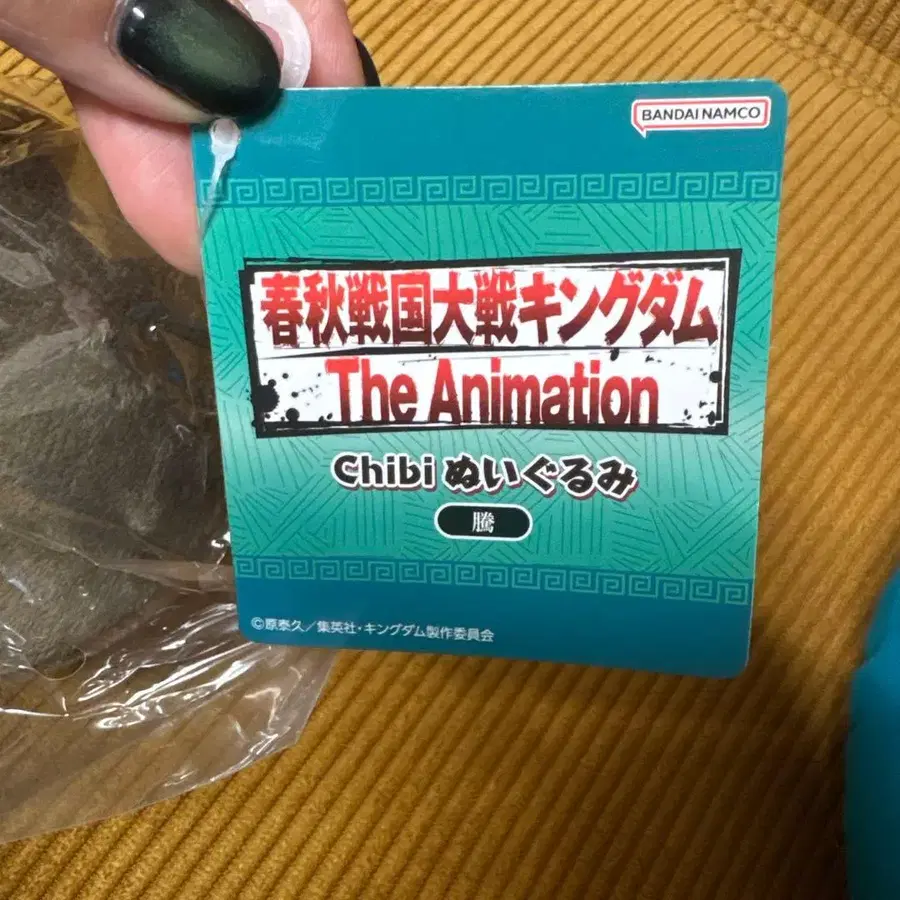 BANDAI NAMCO
春秋戦国大戦キングダム
The Animation
Chibi ぬいぐるみ
騰
©原泰久/集英社・キングダム製作委員会